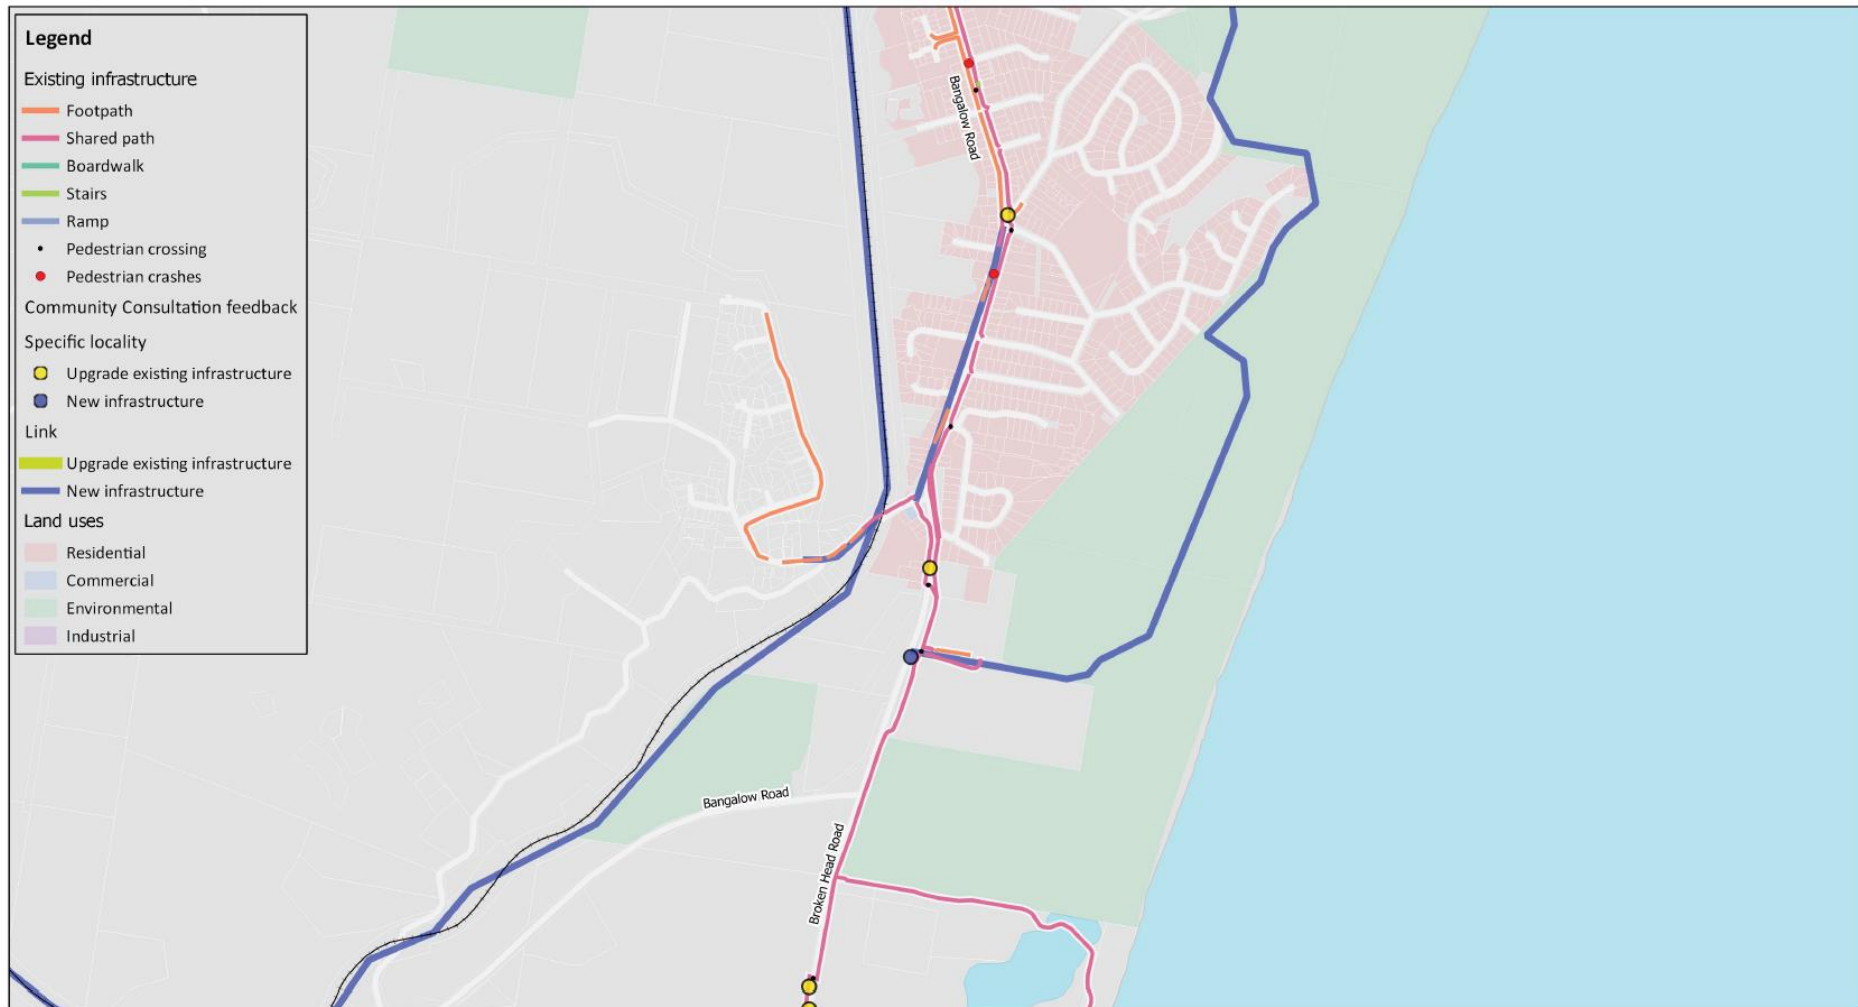 Legend
Existing infrastructure
Footpath
Shared path
Boardwalk
Stairs
Ramp
Pedestrian crossing
Pedestrian crashes
Community Consultation feedback
Specific locality
Upgrade existing infrastructure
New infrastructure
Link
Upgrade existing infrastructure
New infrastructure
Land uses
Residential
Commercial
Environmental
Industrial
Bangalow Road
Bangalow Road
Broken Head Road